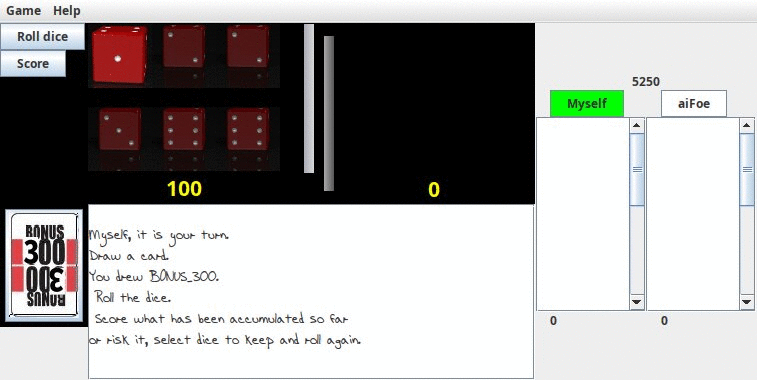 Game Help
Roll dice
Score
5250
Myself aiFoe
100 0
BONUS
300
300
BONUS
Myself, it is your turn.
Draw a card.
You drew BONUS_300.
Roll the dice.
Score what has been accumulated so far
or risk it, select dice to keep and roll again.
0 0